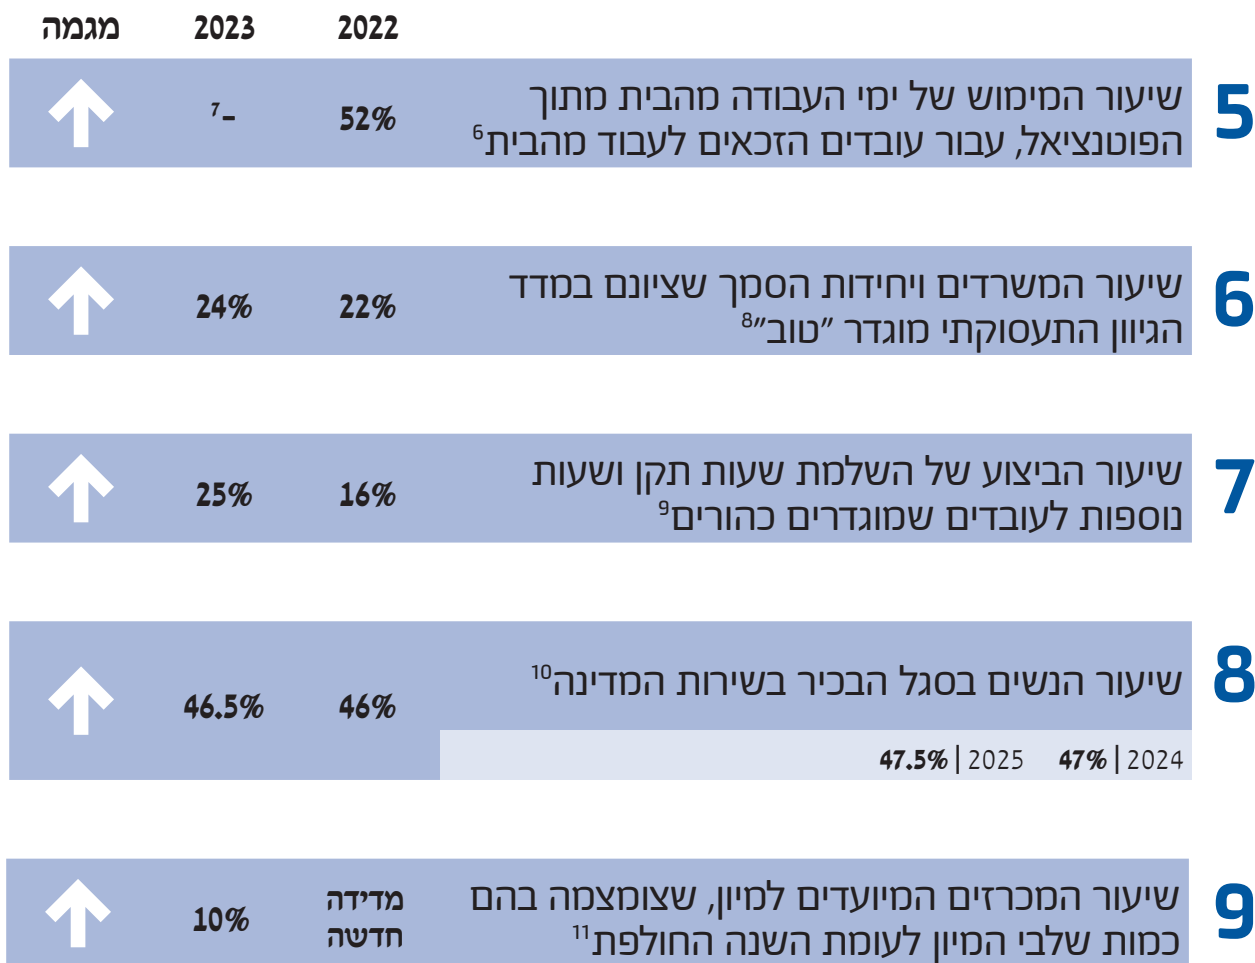 2022 2023 מגמה
5 שיעור המימוש של ימי העבודה מהבית מתוך
הפוטנציאל, עבור עובדים הזכאים לעבוד מהבית⁶
52% –⁷
6 שיעור המשרדים ויחידות הסמך שציונם במדד
הגיוון התעסוקתי מוגדר "טוב"⁸
22% 24%
7 שיעור הביצוע של השלמת שעות תקן ושעות
נוספות לעובדים שמוגדרים כהורים⁹
16% 25%
8 שיעור הנשים בסגל הבכיר בשירות המדינה¹⁰
46% 46.5%
2024 | 47% 2025 | 47.5%
9 שיעור המכרזים המיועדים למיון, שצומצמה בהם
כמות שלבי המיון לעומת השנה החולפת¹¹
מדידה
חדשה
10%